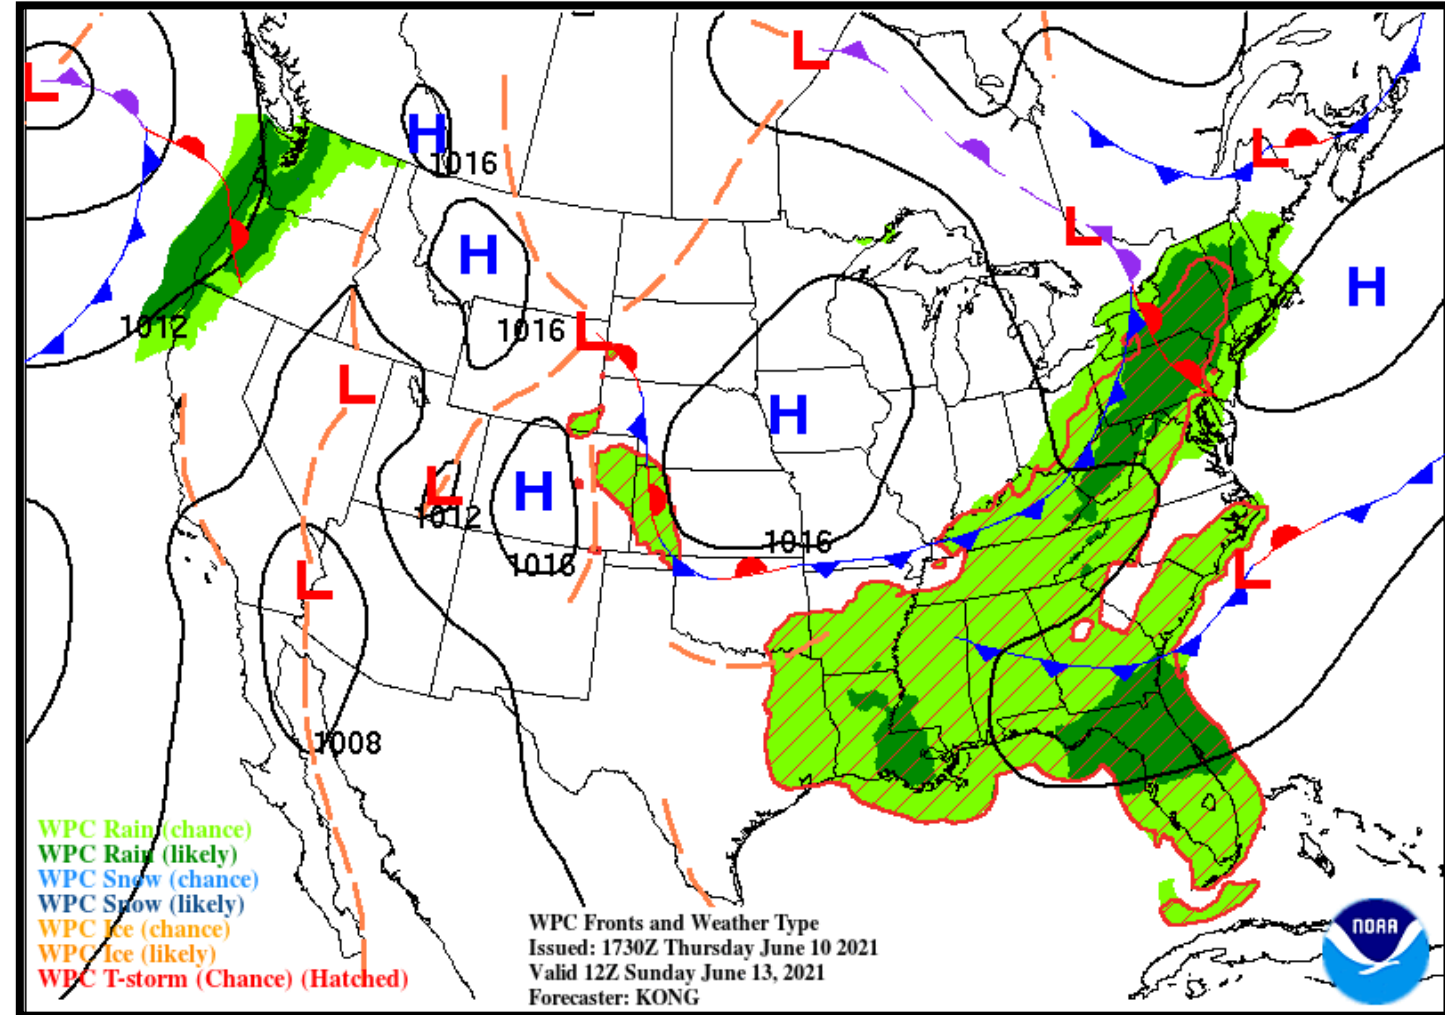 L
L
H
1016
L
L
H
H
1016
L
1012
L
H
L
H
1012
1016
1016
L
L
1008
WPC Rain (chance)
WPC Rain (likely)
WPC Snow (chance)
WPC Snow (likely)
WPC Ice (chance)
WPC Ice (likely)
WPC T-storm (Chance) (Hatched)
WPC Fronts and Weather Type
Issued: 1730Z Thursday June 10 2021
Valid 12Z Sunday June 13, 2021
Forecaster: KONG
NOAA